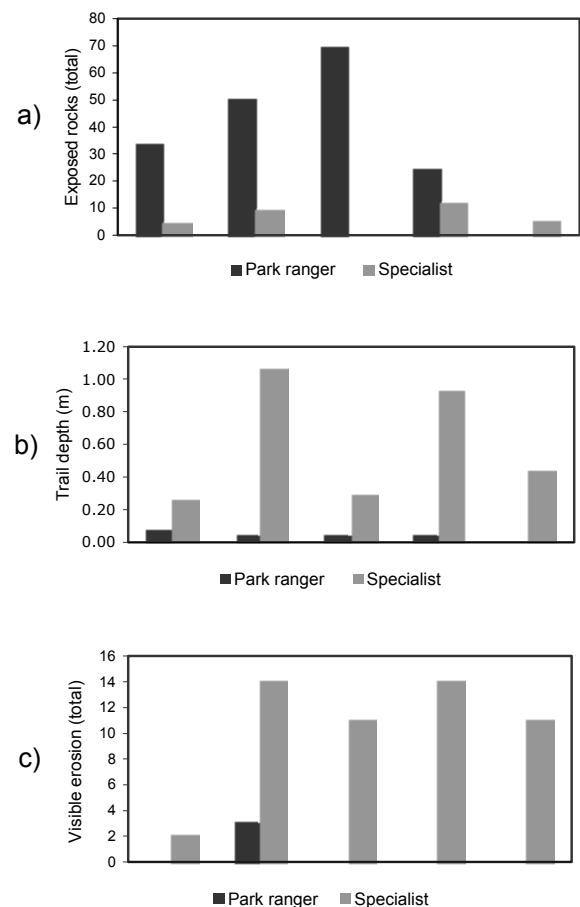 a)
Exposed rocks (total)
80
70
60
50
40
30
20
10
0
Park ranger Specialist
b)
Trail depth (m)
1.20
1.00
0.80
0.60
0.40
0.20
0.00
Park ranger Specialist
c)
Visible erosion (total)
16
14
12
10
8
6
4
2
0
Park ranger Specialist